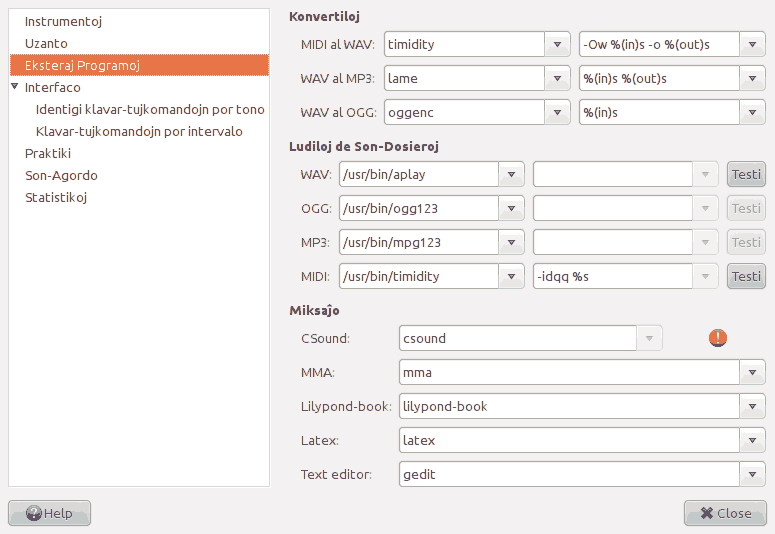 Instrumentoj
Uzanto
Eksteraj Programoj
Interfaco
Identigi klavar-tujkomandojn por tono
Klavar-tujkomandojn por intervalo
Praktiki
Son-Agordo
Statistikoj
Konvertiloj
MIDI al WAV: timidity -Ow %(in)s -o %(out)s
WAV al MP3: lame %(in)s %(out)s
WAV al OGG: oggenc %(in)s
Ludiloj de Son-Dosieroj
WAV: /usr/bin/aplay Testi
OGG: /usr/bin/ogg123 Testi
MP3: /usr/bin/mpg123 Testi
MIDI: /usr/bin/timidity -idqq %s Testi
Miksaĵo
CSound: csound
MMA: mma
Lilypond-book: lilypond-book
Latex: latex
Text editor: gedit
Help Close